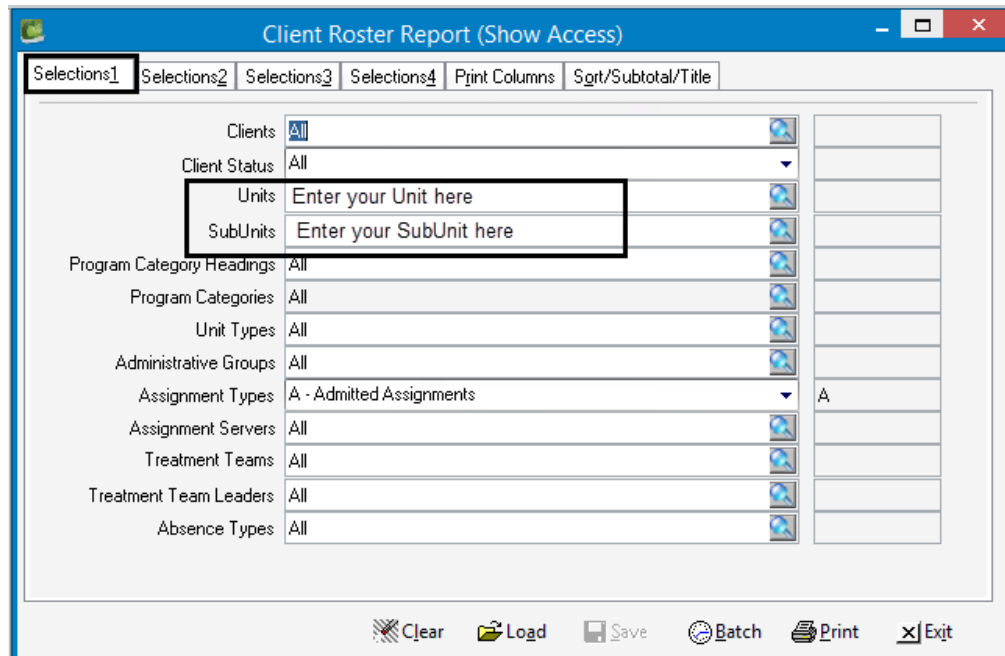 Client Roster Report (Show Access)
Selections1 Selections2 Selections3 Selections4 Print Columns Sort/Subtotal/Title
Clients All
Client Status All
Units Enter your Unit here
SubUnits Enter your SubUnit here
Program Category Headings All
Program Categories All
Unit Types All
Administrative Groups All
Assignment Types A - Admitted Assignments A
Assignment Servers All
Treatment Teams All
Treatment Team Leaders All
Absence Types All
Clear Load Save Batch Print Exit